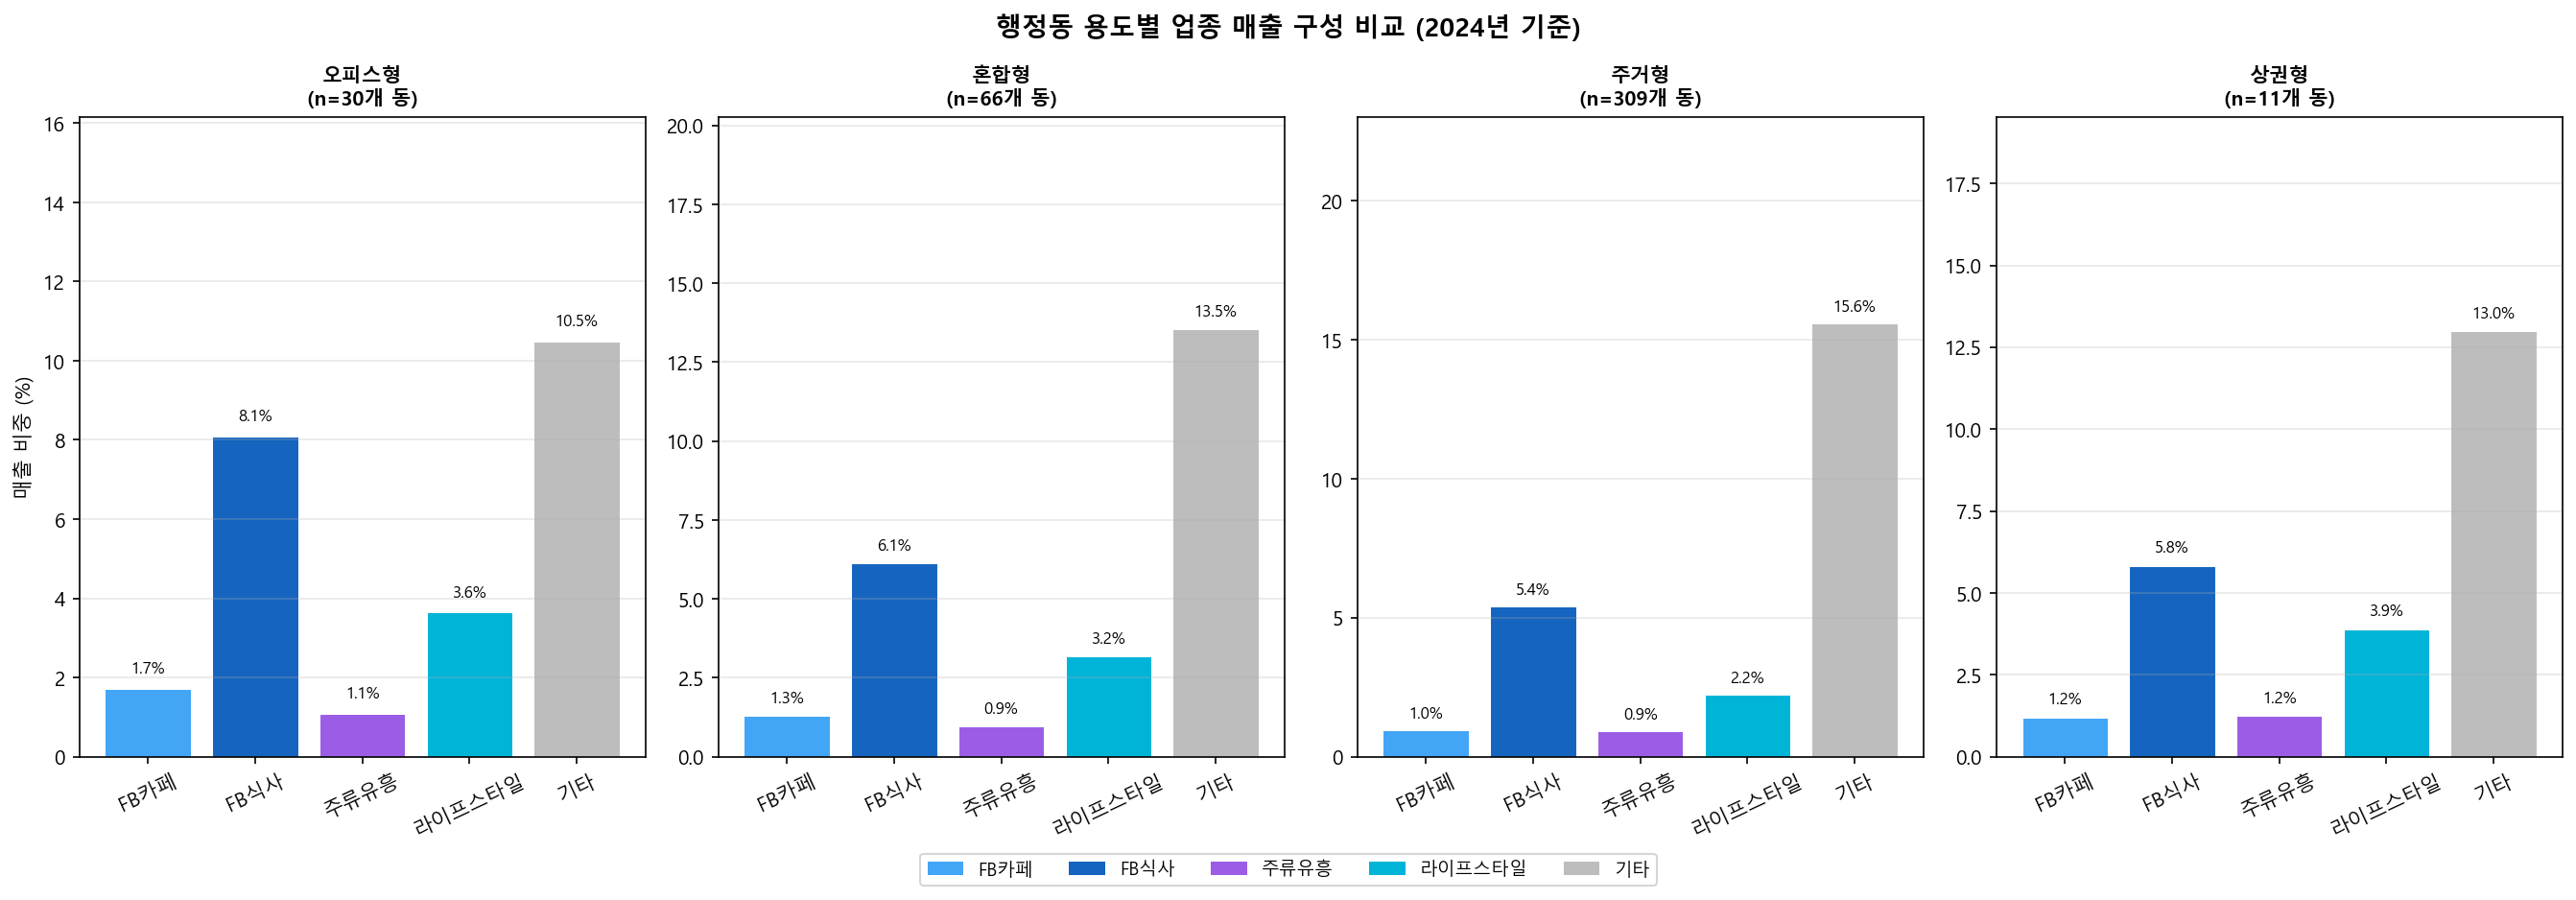 행정동 용도별 업종 매출 구성 비교 (2024년 기준)
오피스형
(n=30개 동)
매출 비중 (%)
16
14
12
10
8
6
4
2
0
1.7%
8.1%
1.1%
3.6%
10.5%
FB카페
FB식사
주류유흥
라이프스타일
기타
혼합형
(n=66개 동)
20.0
17.5
15.0
12.5
10.0
7.5
5.0
2.5
0.0
1.3%
6.1%
0.9%
3.2%
13.5%
FB카페
FB식사
주류유흥
라이프스타일
기타
주거형
(n=309개 동)
20
15
10
5
0
1.0%
5.4%
0.9%
2.2%
15.6%
FB카페
FB식사
주류유흥
라이프스타일
기타
상권형
(n=11개 동)
17.5
15.0
12.5
10.0
7.5
5.0
2.5
0.0
1.2%
5.8%
1.2%
3.9%
13.0%
FB카페
FB식사
주류유흥
라이프스타일
기타
FB카페 FB식사 주류유흥 라이프스타일 기타